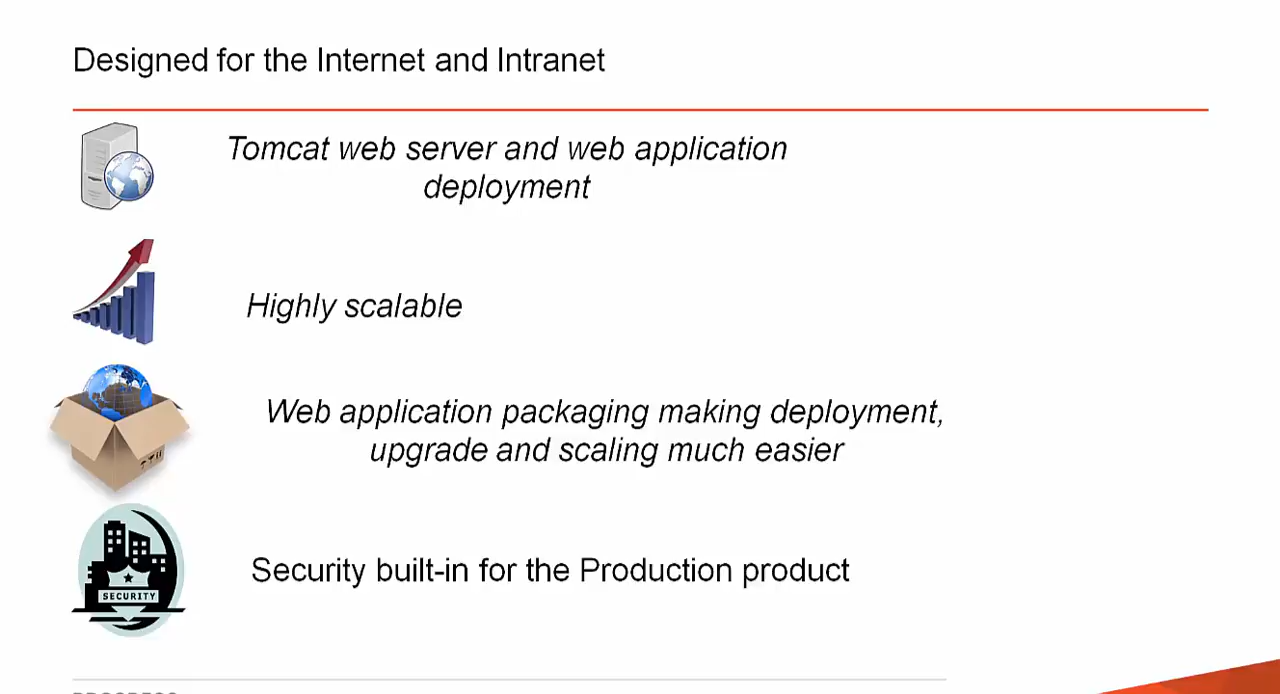 Designed for the Internet and Intranet
Tomcat web server and web application
deployment
Highly scalable
Web application packaging making deployment,
upgrade and scaling much easier
SECURITY
Security built-in for the Production product
PROGRESS